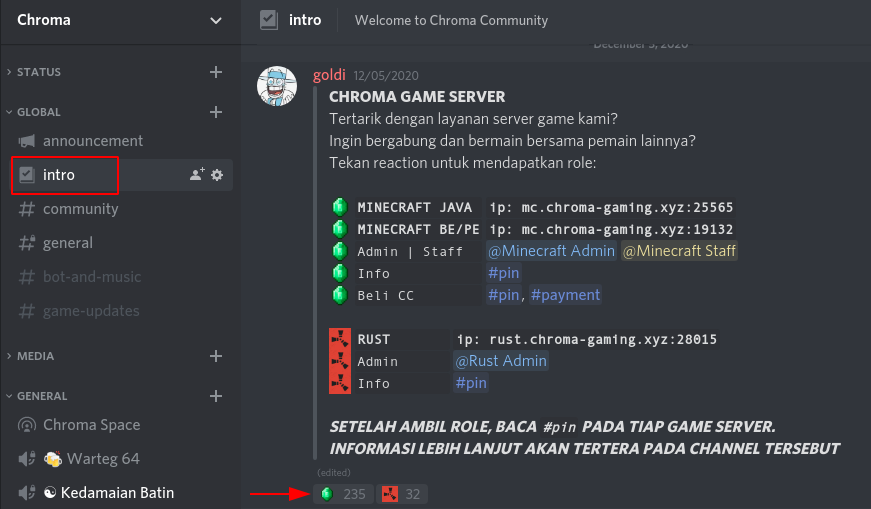 Chroma
intro
Welcome to Chroma Community
STATUS
GLOBAL
announcement
intro
community
general
bot-and-music
game-updates
MEDIA
GENERAL
Chroma Space
Warteg 64
Kedamaian Batin
December 5, 2020
goldi 12/05/2020
CHROMA GAME SERVER
Tertarik dengan layanan server game kami?
Ingin bergabung dan bermain bersama pemain lainnya?
Tekan reaction untuk mendapatkan role:
MINECRAFT JAVA ip: mc.chroma-gaming.xyz:25565
MINECRAFT BE/PE ip: mc.chroma-gaming.xyz:19132
Admin | Staff @Minecraft Admin @Minecraft Staff
Info #pin
Beli CC #pin, #payment
RUST ip: rust.chroma-gaming.xyz:28015
Admin @Rust Admin
Info #pin
SETELAH AMBIL ROLE, BACA #pin PADA TIAP GAME SERVER.
INFORMASI LEBIH LANJUT AKAN TERTERA PADA CHANNEL TERSEBUT
(edited)
235 32